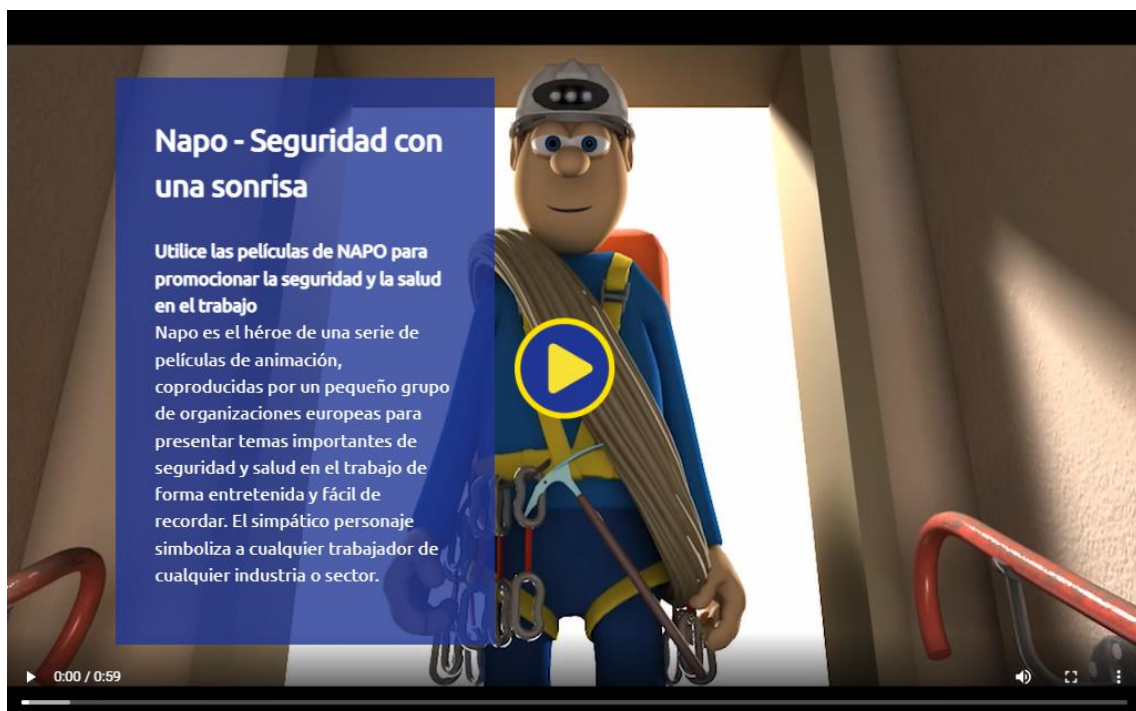 Napo - Seguridad con
una sonrisa
Utilice las películas de NAPO para
promocionar la seguridad y la salud
en el trabajo
Napo es el héroe de una serie de
películas de animación,
coproducidas por un pequeño grupo
de organizaciones europeas para
presentar temas importantes de
seguridad y salud en el trabajo de
forma entretenida y fácil de
recordar. El simpático personaje
simboliza a cualquier trabajador de
cualquier industria o sector.
0:00 / 0:59